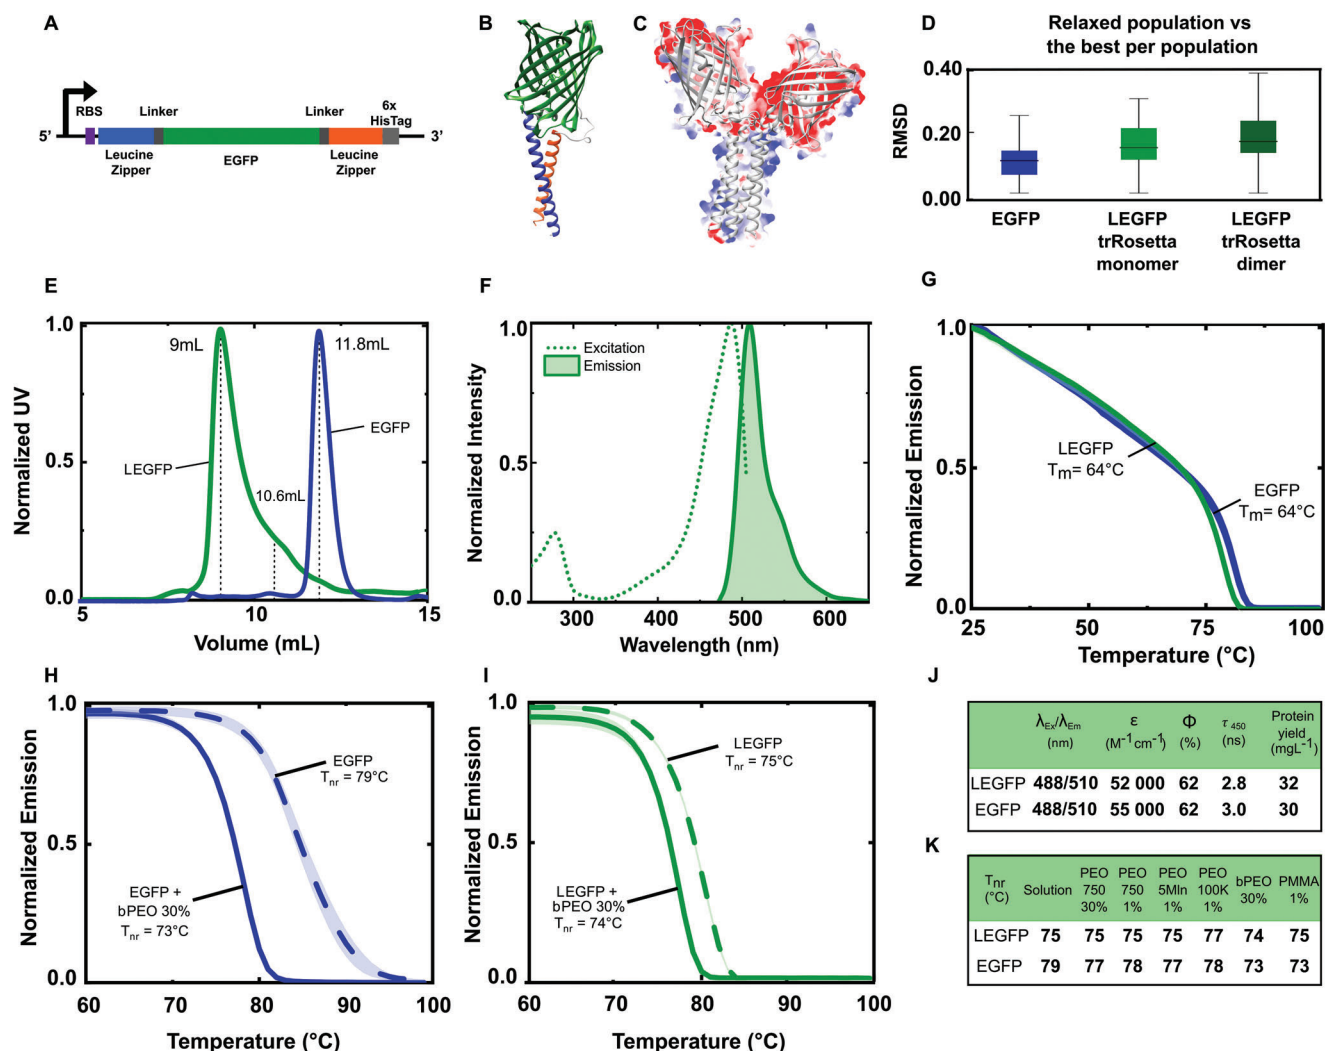 A
5'
RBS
Linker
Linker
6x
HisTag
3'
Leucine
Zipper
EGFP
Leucine
Zipper
B
C
D
Relaxed population vs
the best per population
RMSD
0.40
0.20
0.00
EGFP
LEGFP
trRosetta
monomer
LEGFP
trRosetta
dimer
E
Normalized UV
1.0
0.5
0.0
9mL
11.8mL
EGFP
LEGFP
10.6mL
5
10
15
Volume (mL)
F
Normalized Intensity
1.0
0.5
0.0
Excitation
Emission
300
400
500
600
Wavelength (nm)
G
Normalized Emission
1.0
0.5
0.0
LEGFP
Tm= 64°C
EGFP
Tm= 64°C
25
50
75
100
Temperature (°C)
H
Normalized Emission
1.0
0.5
0.0
EGFP
Tnr = 79°C
EGFP +
bPEO 30%
Tnr = 73°C
60
70
80
90
100
Temperature (°C)
I
Normalized Emission
1.0
0.5
0.0
LEGFP
Tnr = 75°C
LEGFP +
bPEO 30%
Tnr = 74°C
60
70
80
90
100
Temperature (°C)
J
λEx/λEm (nm) ε (M-1cm-1) Φ (%) τ 450 (ns) Protein yield (mgL-1)
LEGFP 488/510 52 000 62 2.8 32
EGFP 488/510 55 000 62 3.0 30
K
Tnr (°C) Solution PEO 750 30% PEO 750 1% PEO 5Mln 1% PEO 100K 1% bPEO 30% PMMA 1%
LEGFP 75 75 75 75 77 74 75
EGFP 79 77 78 77 78 73 73